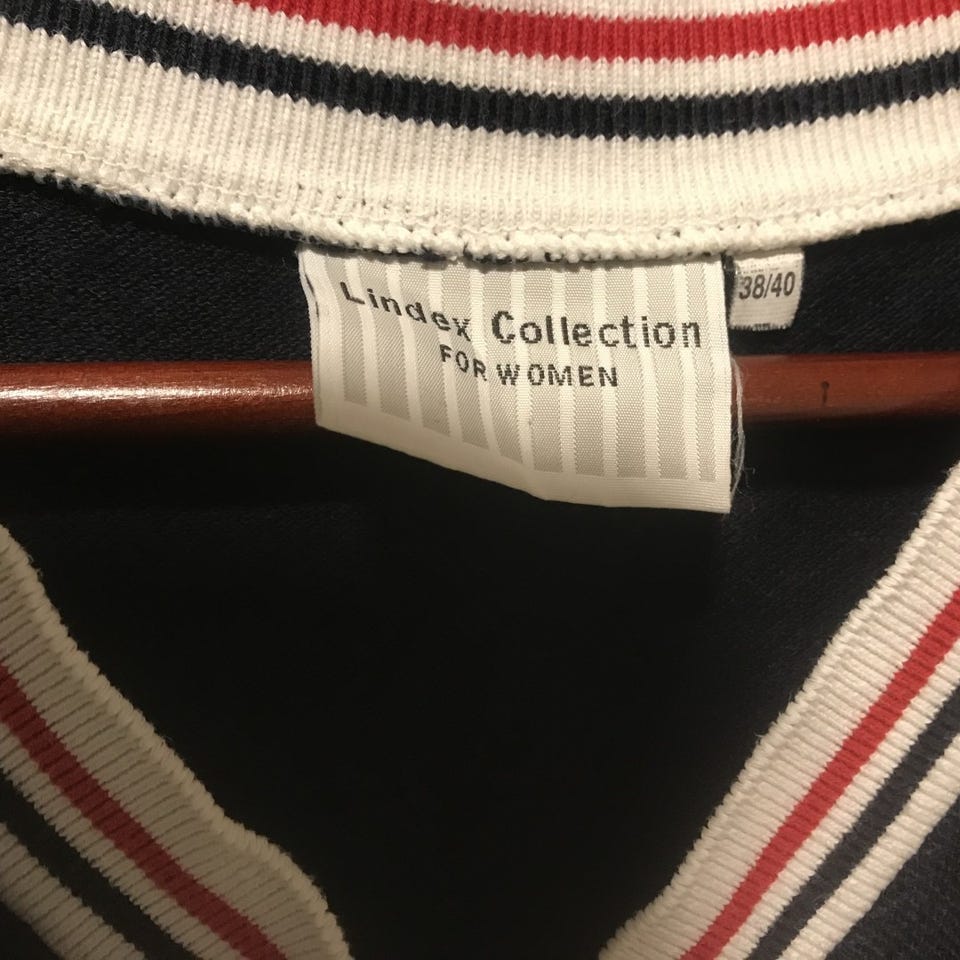 Lindex Collection
FOR WOMEN
38/40